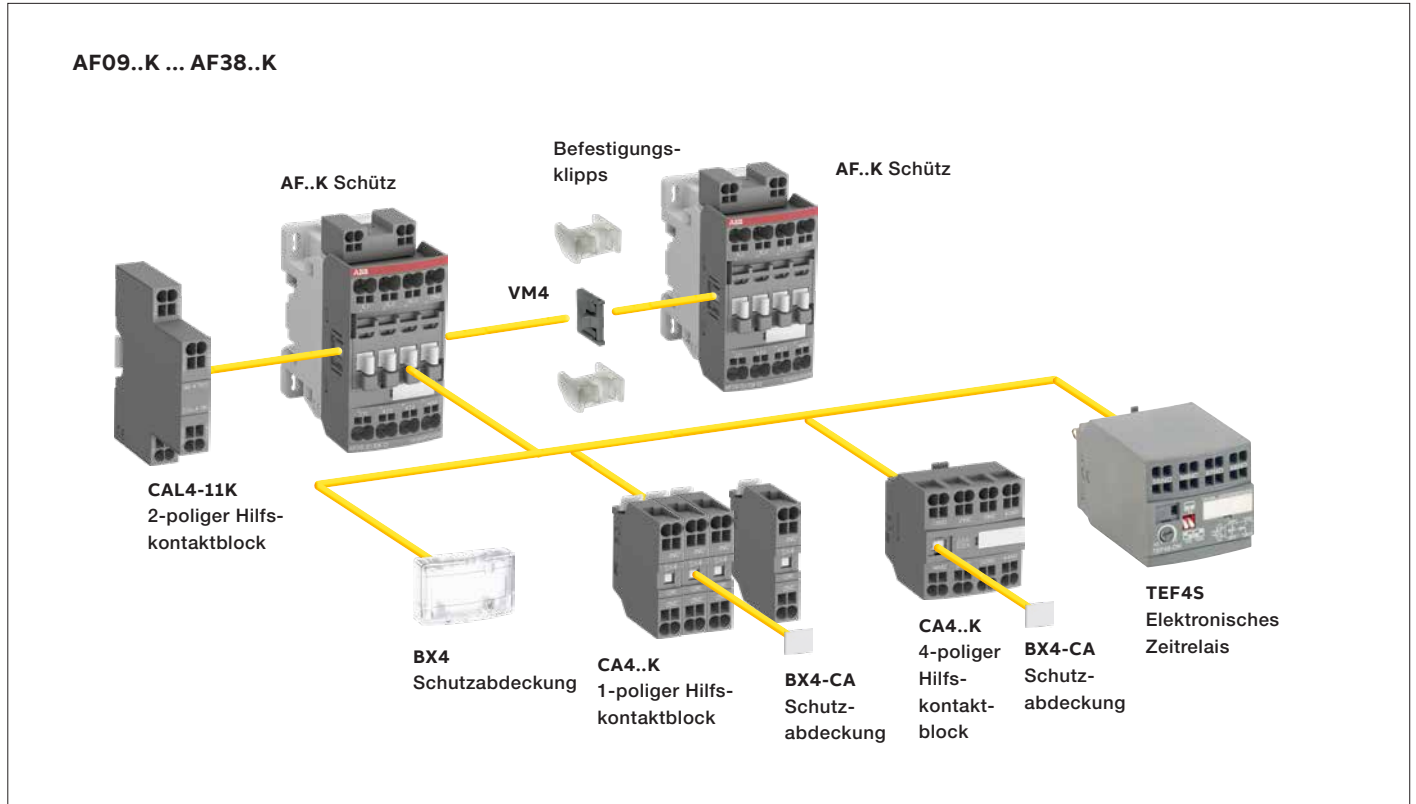 AF09..K ... AF38..K
AF..K Schütz
Befestigungs-
klipps
AF..K Schütz
ABB
ABB
VM4
CAL4-11K
2-poliger Hilfs-
kontaktblock
BX4
Schutzabdeckung
CA4..K
1-poliger Hilfs-
kontaktblock
BX4-CA
Schutz-
abdeckung
CA4..K
4-poliger
Hilfs-
kontakt-
block
BX4-CA
Schutz-
abdeckung
TEF4S
Elektronisches
Zeitrelais